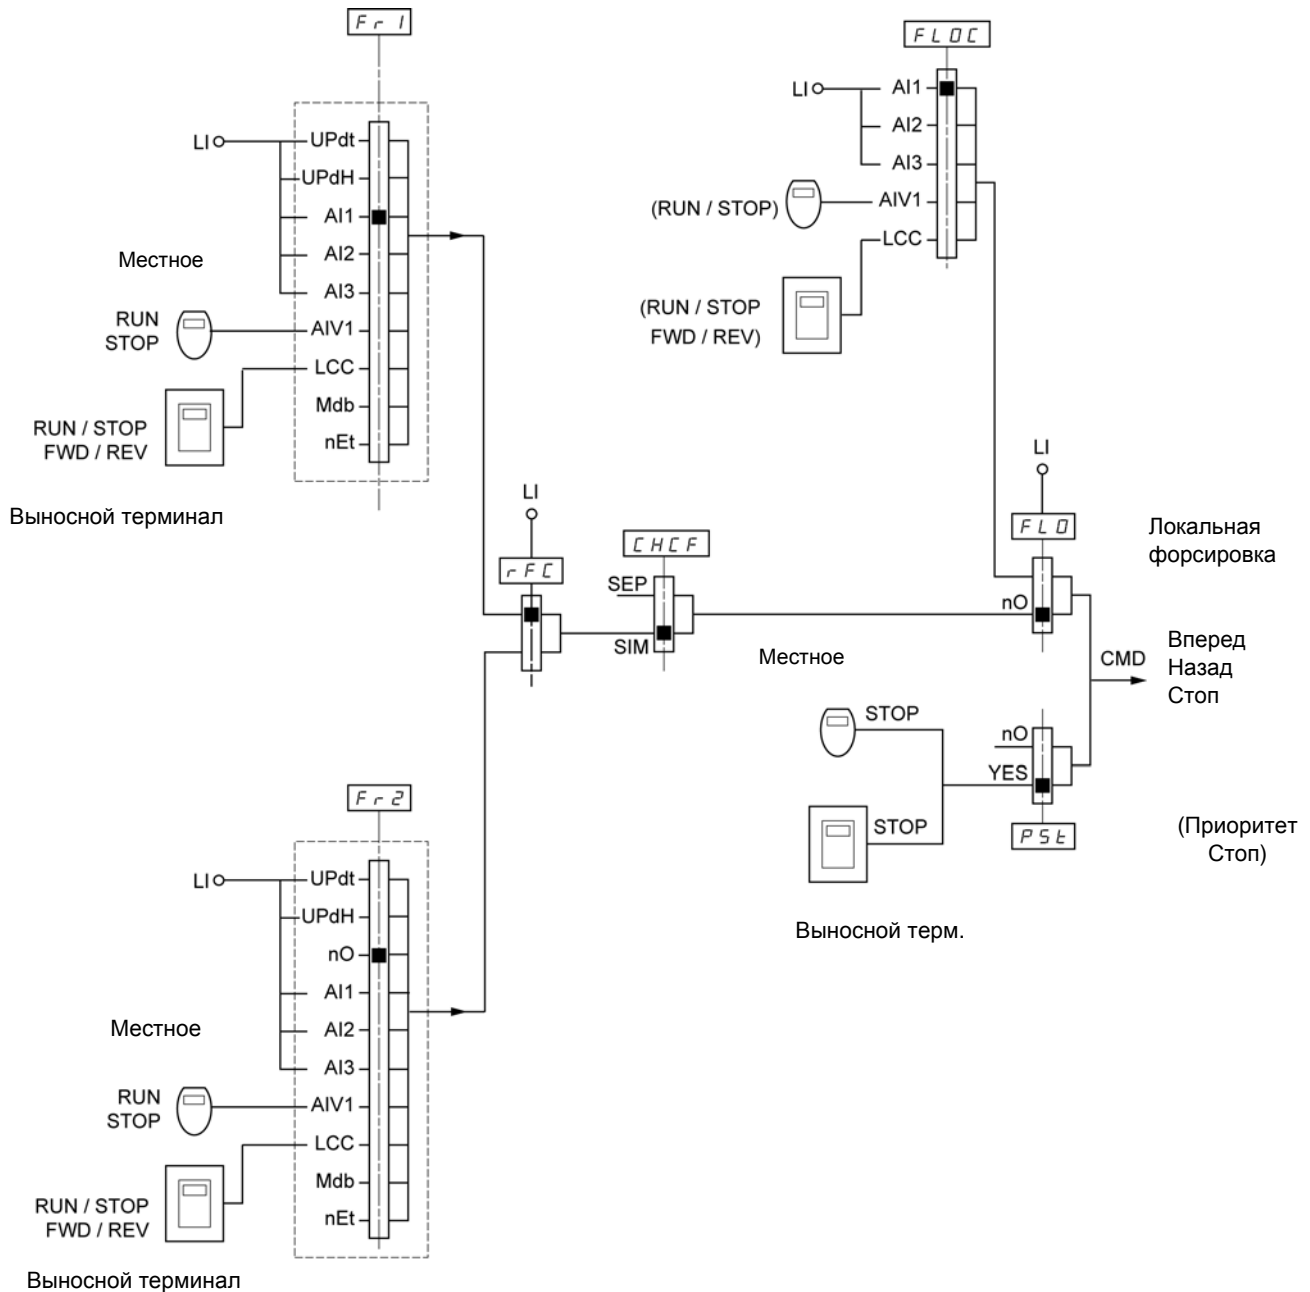 Fr1
LI
UPdt
UPdH
AI1
AI2
AI3
AIV1
LCC
Mdb
nEt
Местное
RUN
STOP
RUN / STOP
FWD / REV
Выносной терминал
FLOC
LI
AI1
AI2
AI3
AIV1
LCC
(RUN / STOP)
(RUN / STOP
FWD / REV)
LI
rFC
CHCF
SEP
SIM
LI
FLO
nO
Локальная
форсировка
Местное
CMD
Вперед
Назад
Стоп
STOP
STOP
nO
YES
PSt
(Приоритет
Стоп)
Выносной терм.
Fr2
LI
UPdt
UPdH
nO
AI1
AI2
AI3
AIV1
LCC
Mdb
nEt
Местное
RUN
STOP
RUN / STOP
FWD / REV
Выносной терминал